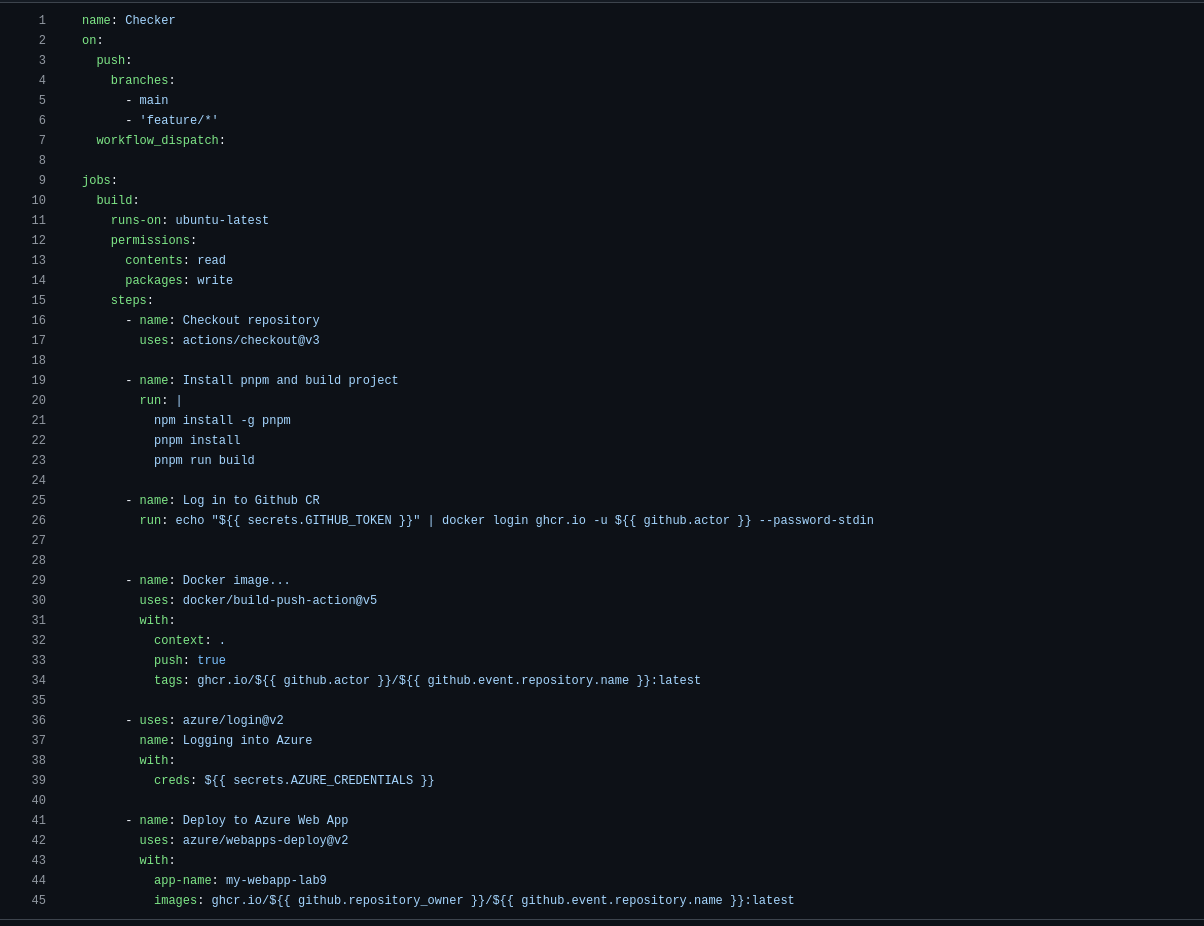 1 name: Checker
2 on:
3   push:
4     branches:
5       - main
6       - 'feature/*'
7   workflow_dispatch:
8
9 jobs:
10   build:
11     runs-on: ubuntu-latest
12     permissions:
13       contents: read
14       packages: write
15     steps:
16       - name: Checkout repository
17         uses: actions/checkout@v3
18
19       - name: Install pnpm and build project
20         run: |
21           npm install -g pnpm
22           pnpm install
23           pnpm run build
24
25       - name: Log in to Github CR
26         run: echo "${{ secrets.GITHUB_TOKEN }}" | docker login ghcr.io -u ${{ github.actor }} --password-stdin
27
28
29       - name: Docker image...
30         uses: docker/build-push-action@v5
31         with:
32           context: .
33           push: true
34           tags: ghcr.io/${{ github.actor }}/${{ github.event.repository.name }}:latest
35
36       - uses: azure/login@v2
37         name: Logging into Azure
38         with:
39           creds: ${{ secrets.AZURE_CREDENTIALS }}
40
41       - name: Deploy to Azure Web App
42         uses: azure/webapps-deploy@v2
43         with:
44           app-name: my-webapp-lab9
45           images: ghcr.io/${{ github.repository_owner }}/${{ github.event.repository.name }}:latest